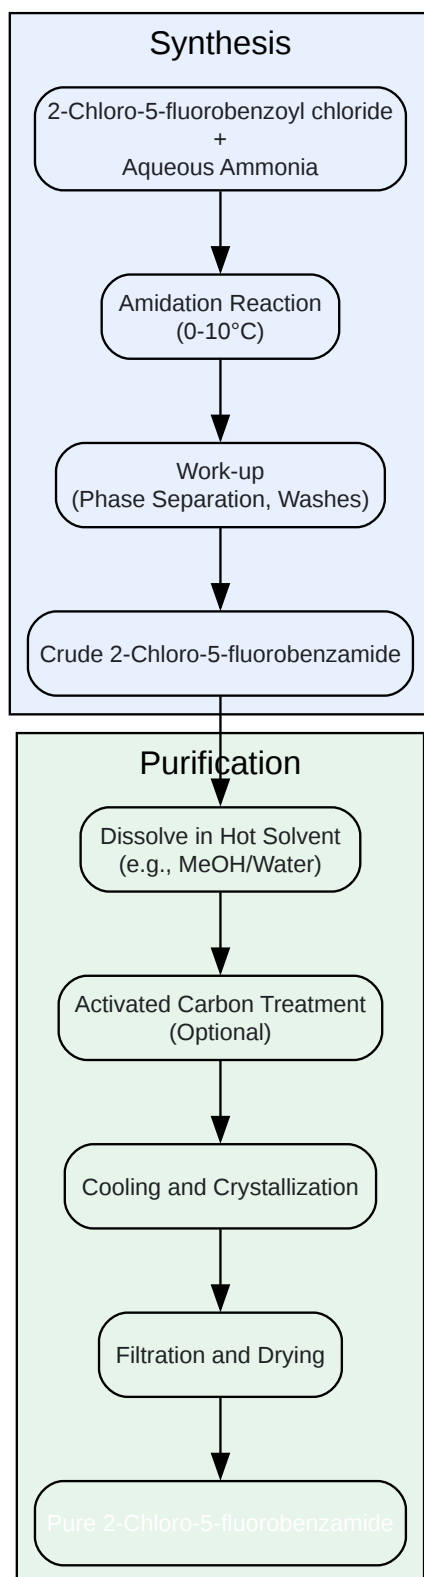 Synthesis
2-Chloro-5-fluorobenzoyl chloride
+
Aqueous Ammonia
Amidation Reaction
(0-10°C)
Work-up
(Phase Separation, Washes)
Crude 2-Chloro-5-fluorobenzamide
Purification
Dissolve in Hot Solvent
(e.g., MeOH/Water)
Activated Carbon Treatment
(Optional)
Cooling and Crystallization
Filtration and Drying
Pure 2-Chloro-5-fluorobenzamide